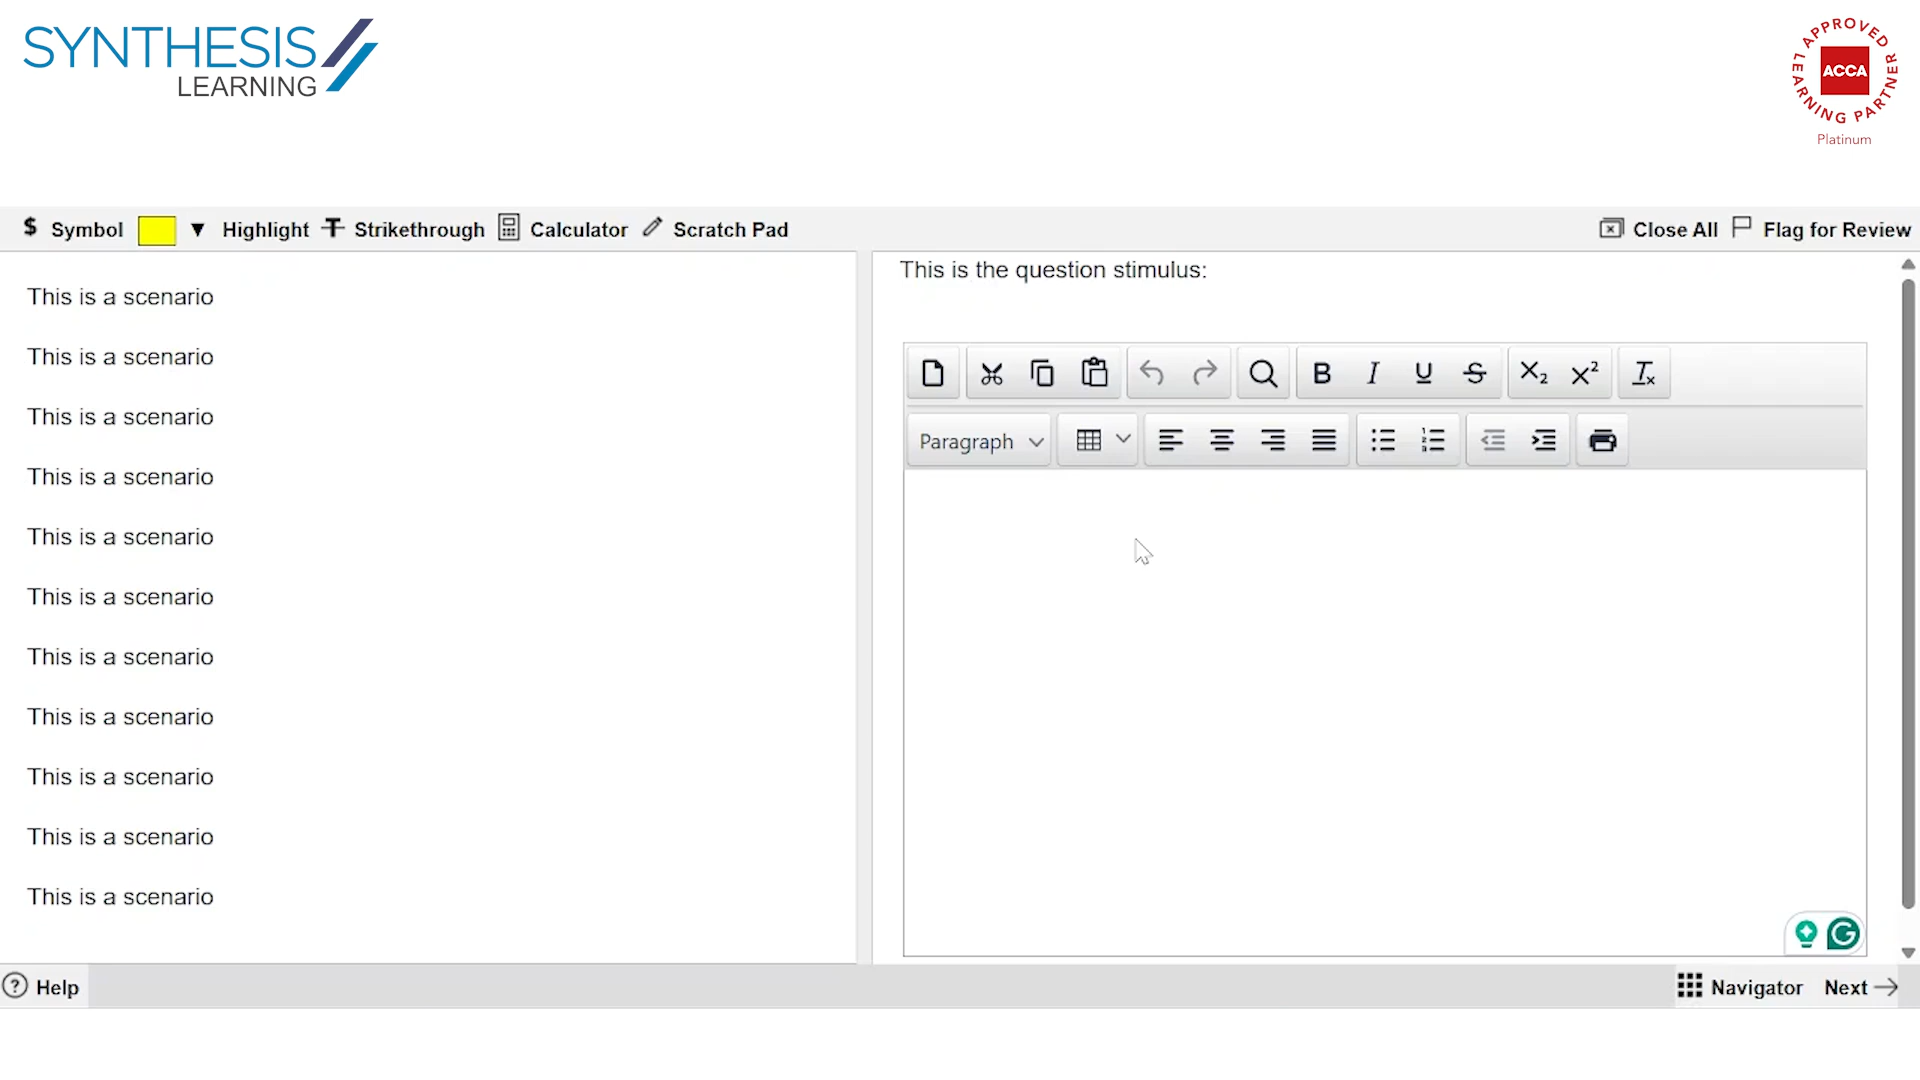 SYNTHESIS
LEARNING
APPROVED
LEARNING PARTNER
ACCA
Platinum
$ Symbol ▼ Highlight T Strikethrough Calculator Scratch Pad
Close All Flag for Review
This is a scenario
This is a scenario
This is a scenario
This is a scenario
This is a scenario
This is a scenario
This is a scenario
This is a scenario
This is a scenario
This is a scenario
This is a scenario
This is the question stimulus:
B I U S X₂ X² Tx
Paragraph
? Help
Navigator Next